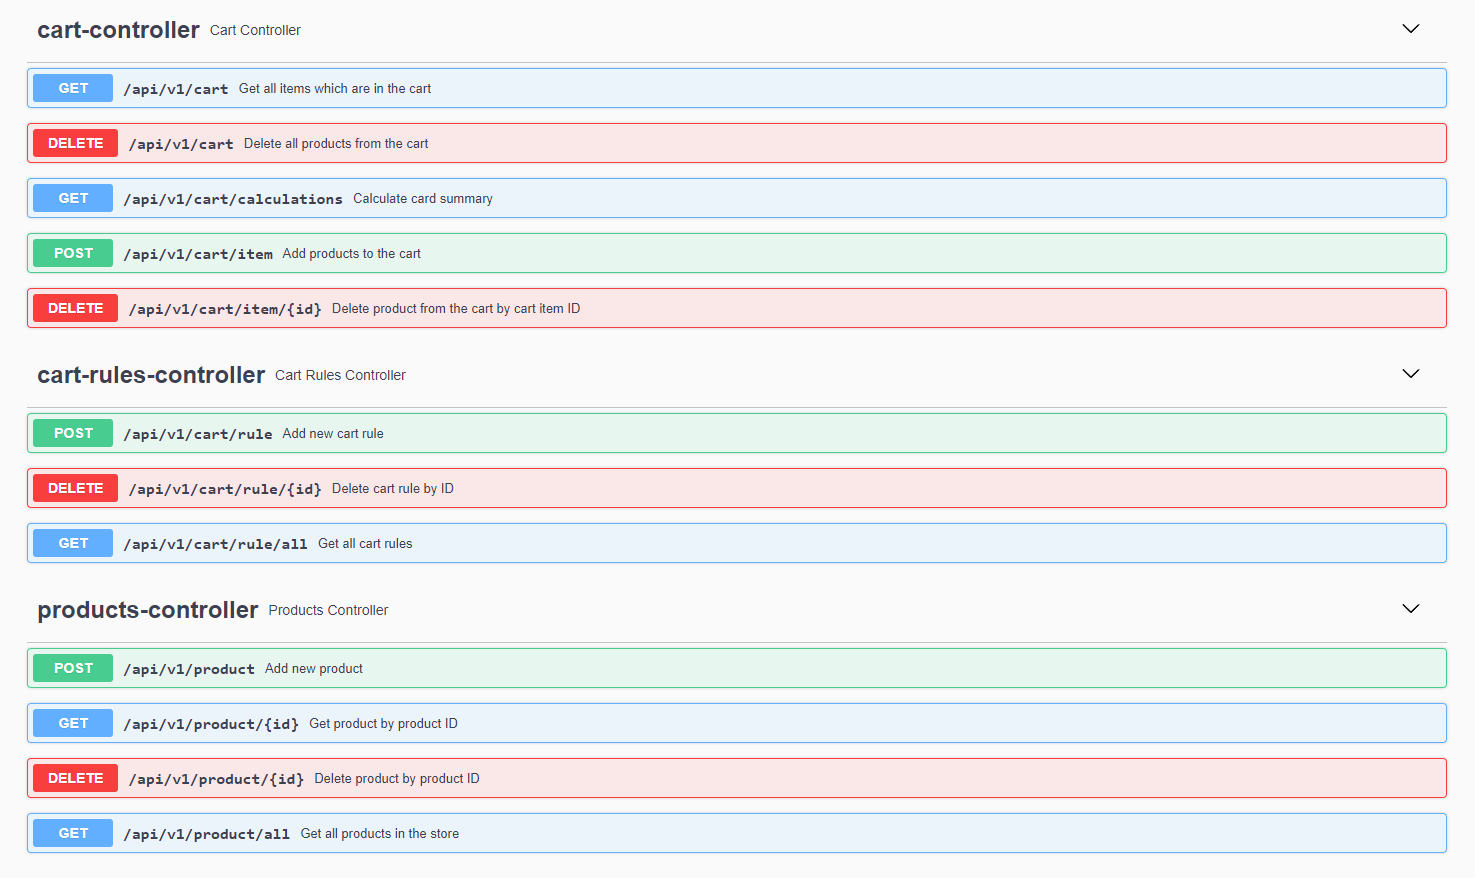 cart-controller Cart Controller
GET /api/v1/cart Get all items which are in the cart
DELETE /api/v1/cart Delete all products from the cart
GET /api/v1/cart/calculations Calculate card summary
POST /api/v1/cart/item Add products to the cart
DELETE /api/v1/cart/item/{id} Delete product from the cart by cart item ID
cart-rules-controller Cart Rules Controller
POST /api/v1/cart/rule Add new cart rule
DELETE /api/v1/cart/rule/{id} Delete cart rule by ID
GET /api/v1/cart/rule/all Get all cart rules
products-controller Products Controller
POST /api/v1/product Add new product
GET /api/v1/product/{id} Get product by product ID
DELETE /api/v1/product/{id} Delete product by product ID
GET /api/v1/product/all Get all products in the store